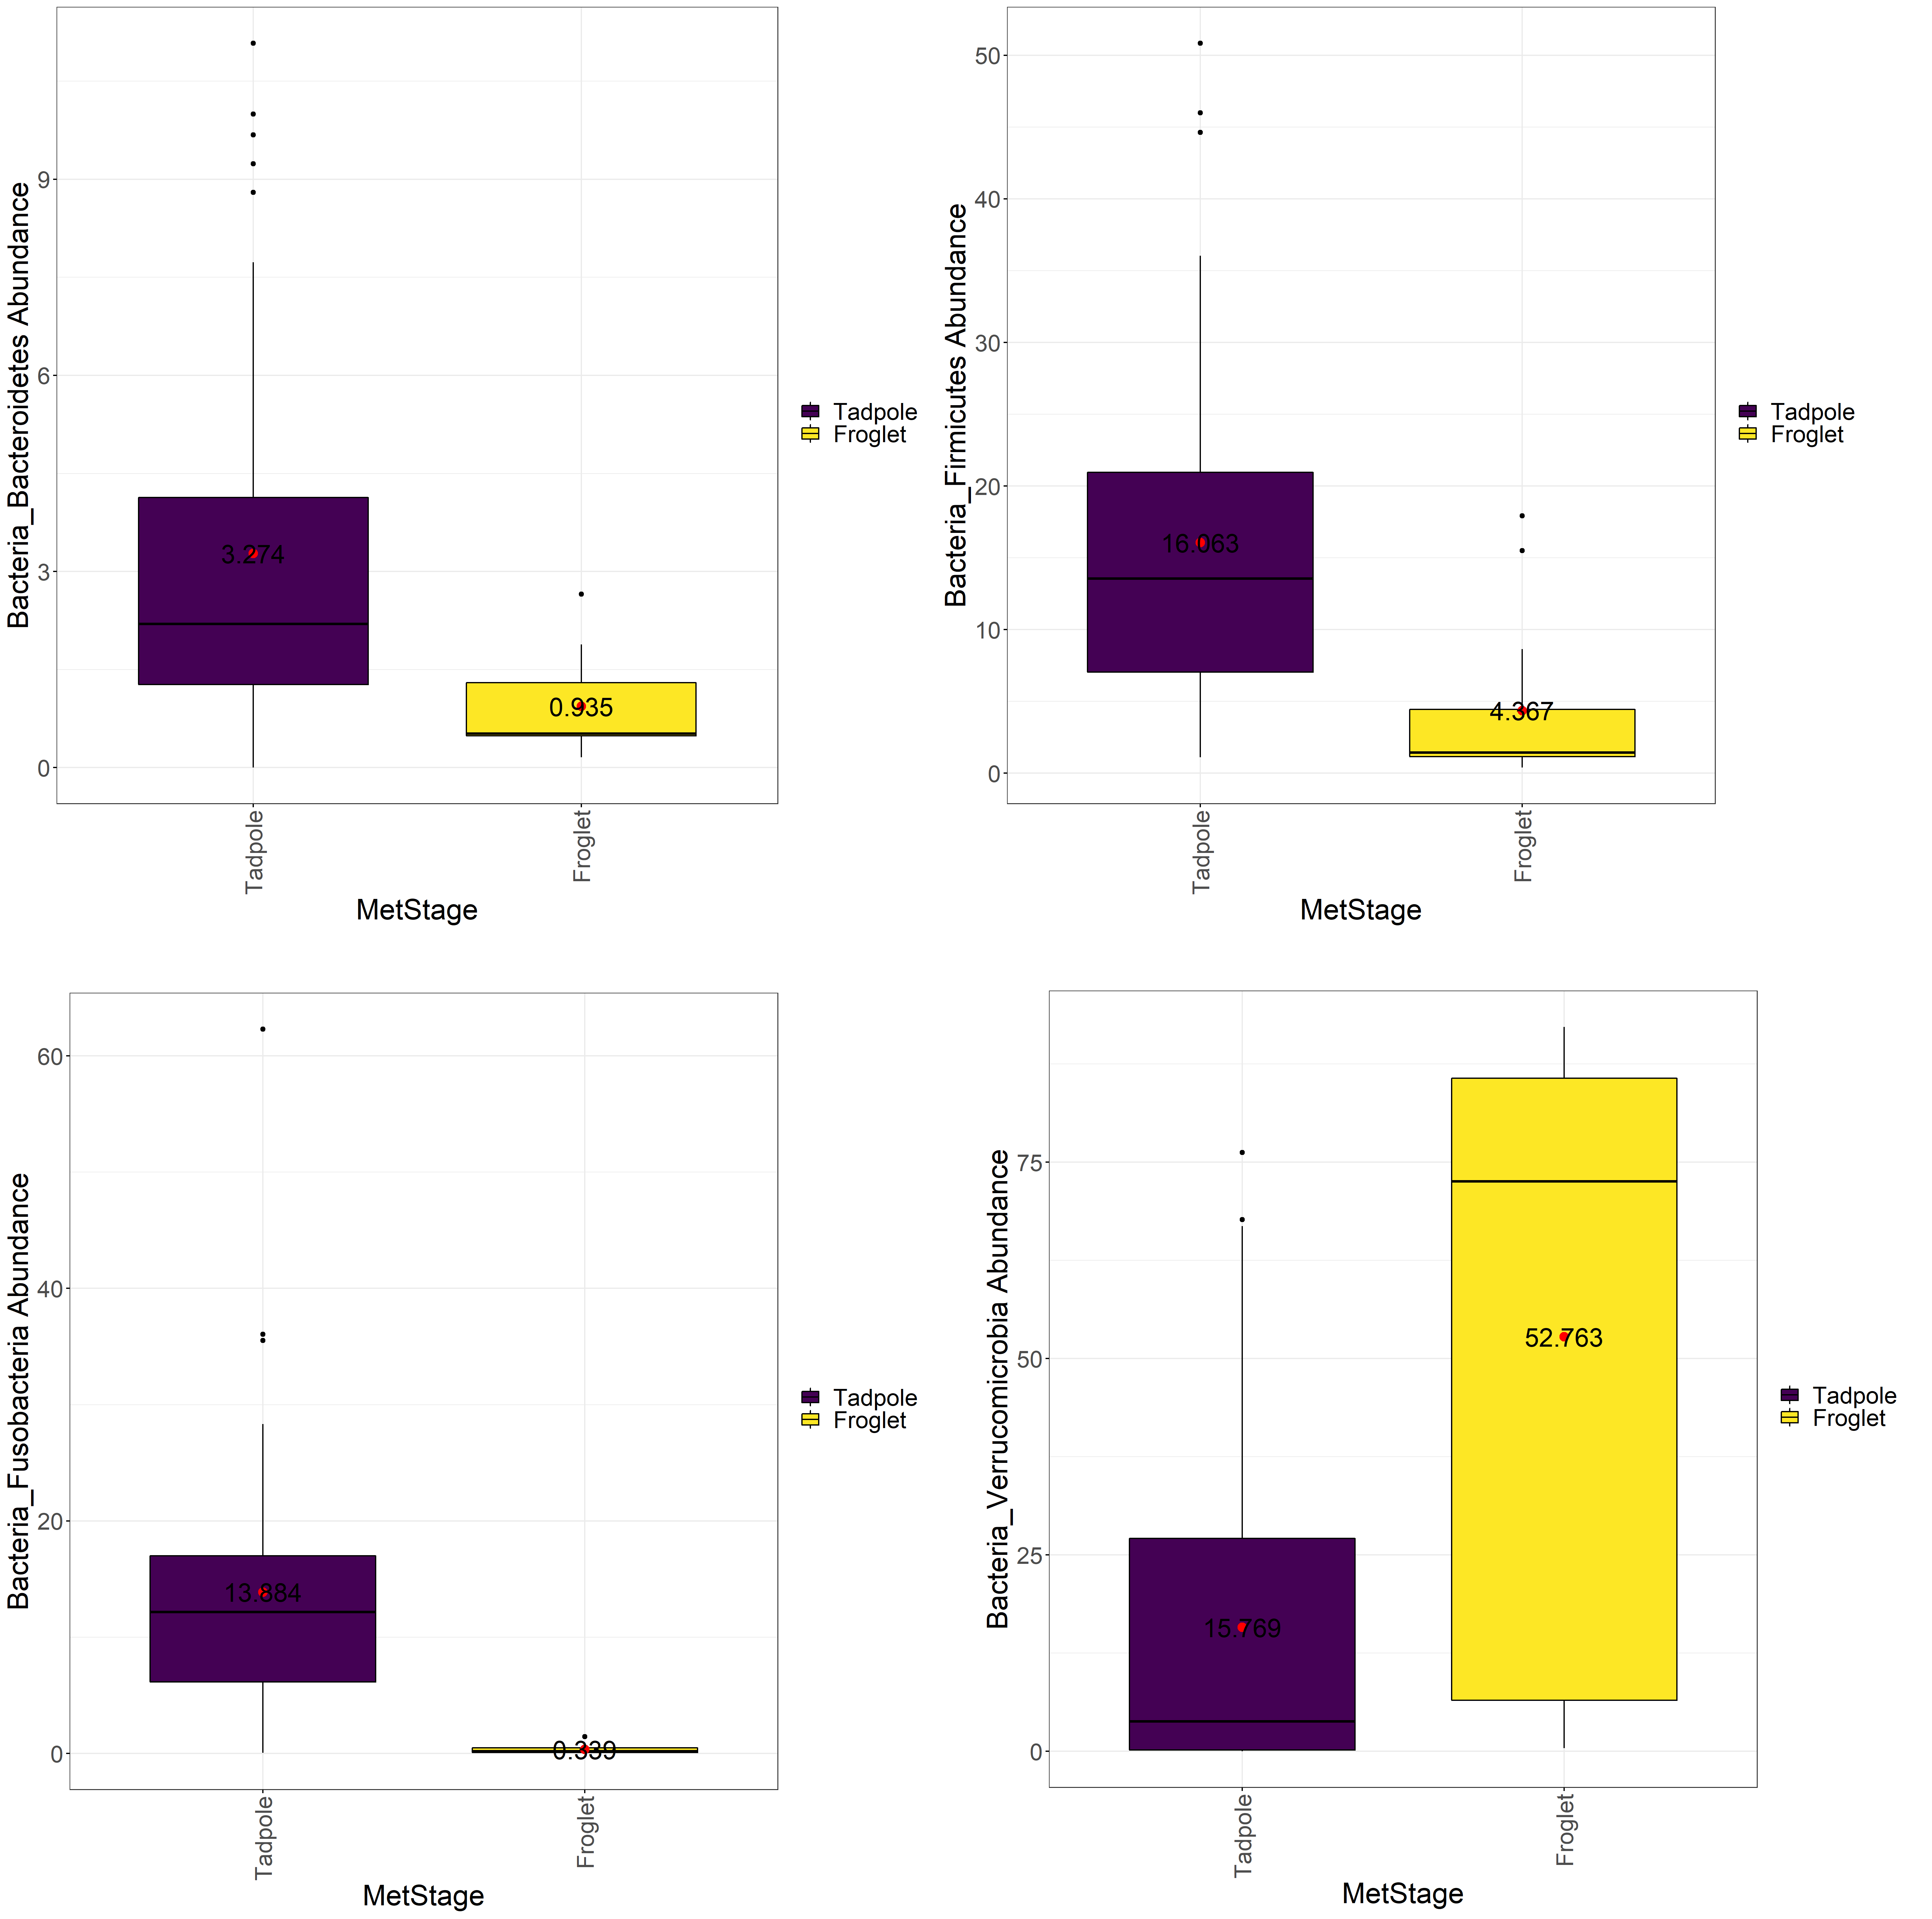 Bacteria_Bacteroidetes Abundance
9
6
3
0
3.274
0.935
Tadpole
Froglet
MetStage
Tadpole
Froglet
Bacteria_Firmicutes Abundance
50
40
30
20
10
0
16.063
4.367
Tadpole
Froglet
MetStage
Tadpole
Froglet
Bacteria_Fusobacteria Abundance
60
40
20
0
13.884
0.339
Tadpole
Froglet
MetStage
Tadpole
Froglet
Bacteria_Verrucomicrobia Abundance
75
50
25
0
15.769
52.763
Tadpole
Froglet
MetStage
Tadpole
Froglet